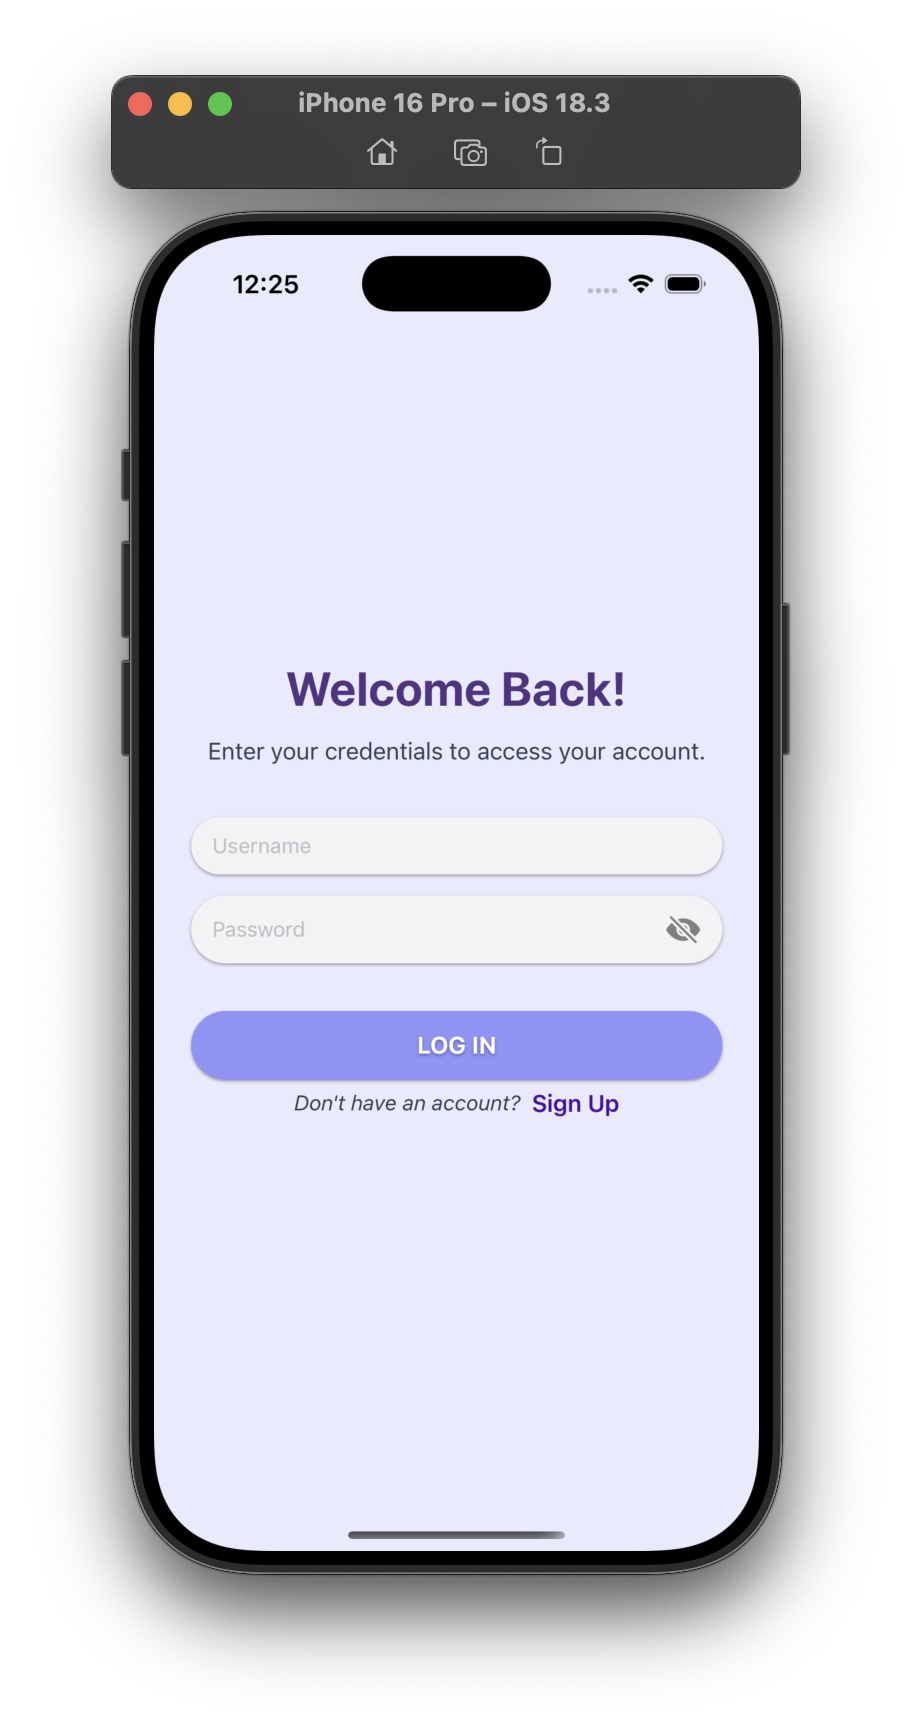 iPhone 16 Pro – iOS 18.3
12:25
Welcome Back!
Enter your credentials to access your account.
Username
Password
LOG IN
Don't have an account? Sign Up